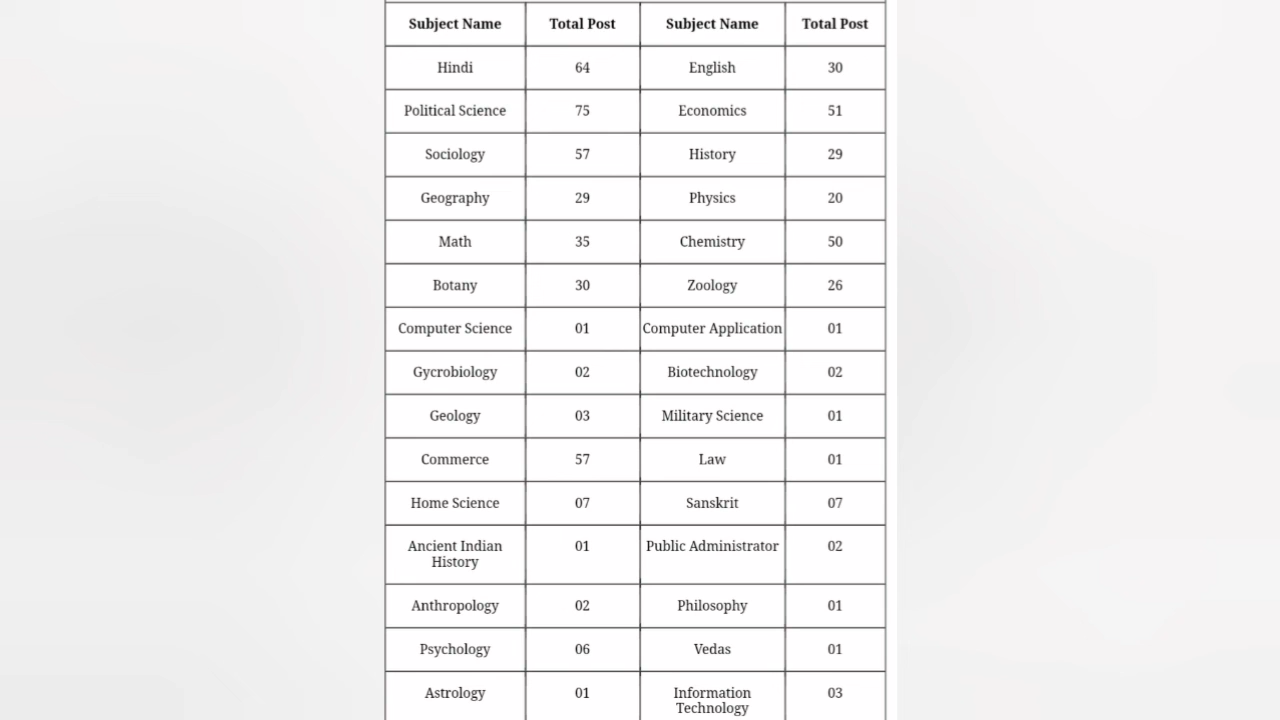 Subject Name Total Post Subject Name Total Post
Hindi 64 English 30
Political Science 75 Economics 51
Sociology 57 History 29
Geography 29 Physics 20
Math 35 Chemistry 50
Botany 30 Zoology 26
Computer Science 01 Computer Application 01
Gycrobiology 02 Biotechnology 02
Geology 03 Military Science 01
Commerce 57 Law 01
Home Science 07 Sanskrit 07
Ancient Indian 01 Public Administrator 02
History
Anthropology 02 Philosophy 01
Psychology 06 Vedas 01
Astrology 01 Information 03
Technology